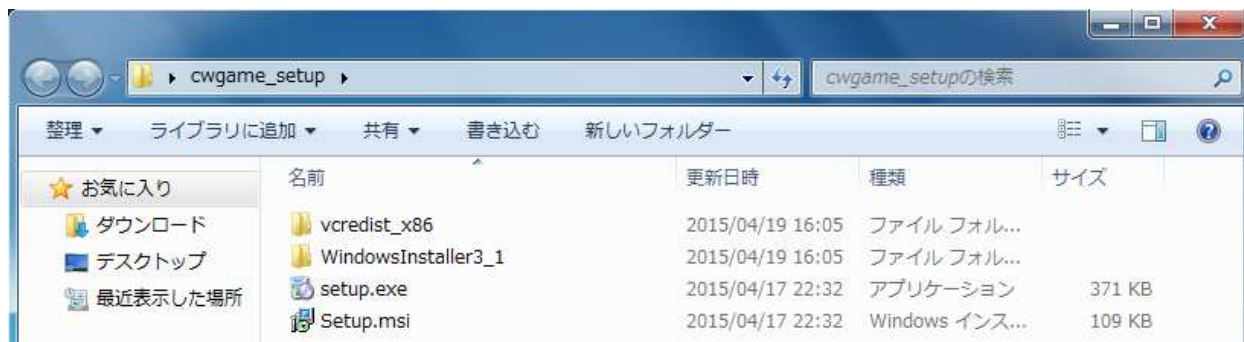 cwgame_setup
cwgame_setupの検索
整理 ライブラリに追加 共有 書き込む 新しいフォルダー
名前 更新日時 種類 サイズ
お気に入り
ダウンロード
デスクトップ
最近表示した場所
vcredist_x86 2015/04/19 16:05 ファイル フォル...
WindowsInstaller3_1 2015/04/19 16:05 ファイル フォル...
setup.exe 2015/04/17 22:32 アプリケーション 371 KB
Setup.msi 2015/04/17 22:32 Windows インス... 109 KB